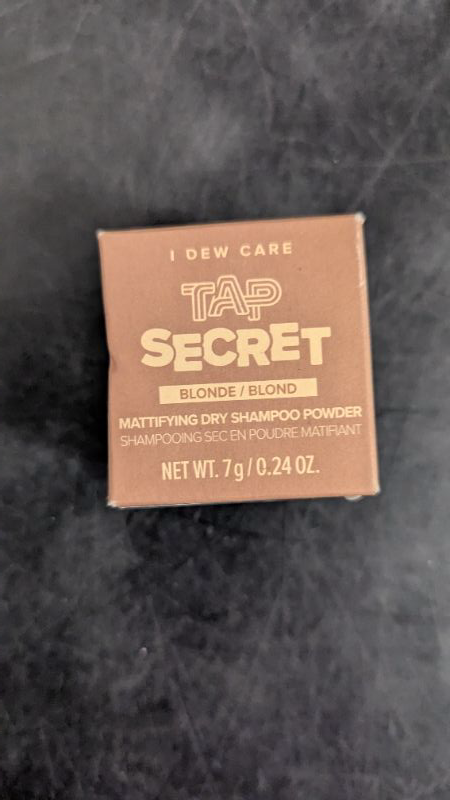 I DEW CARE
TAP
SECRET
BLONDE / BLOND
MATTIFYING DRY SHAMPOO POWDER
SHAMPOOING SEC EN POUDRE MATIFIANT
NET WT. 7g / 0.24 OZ.